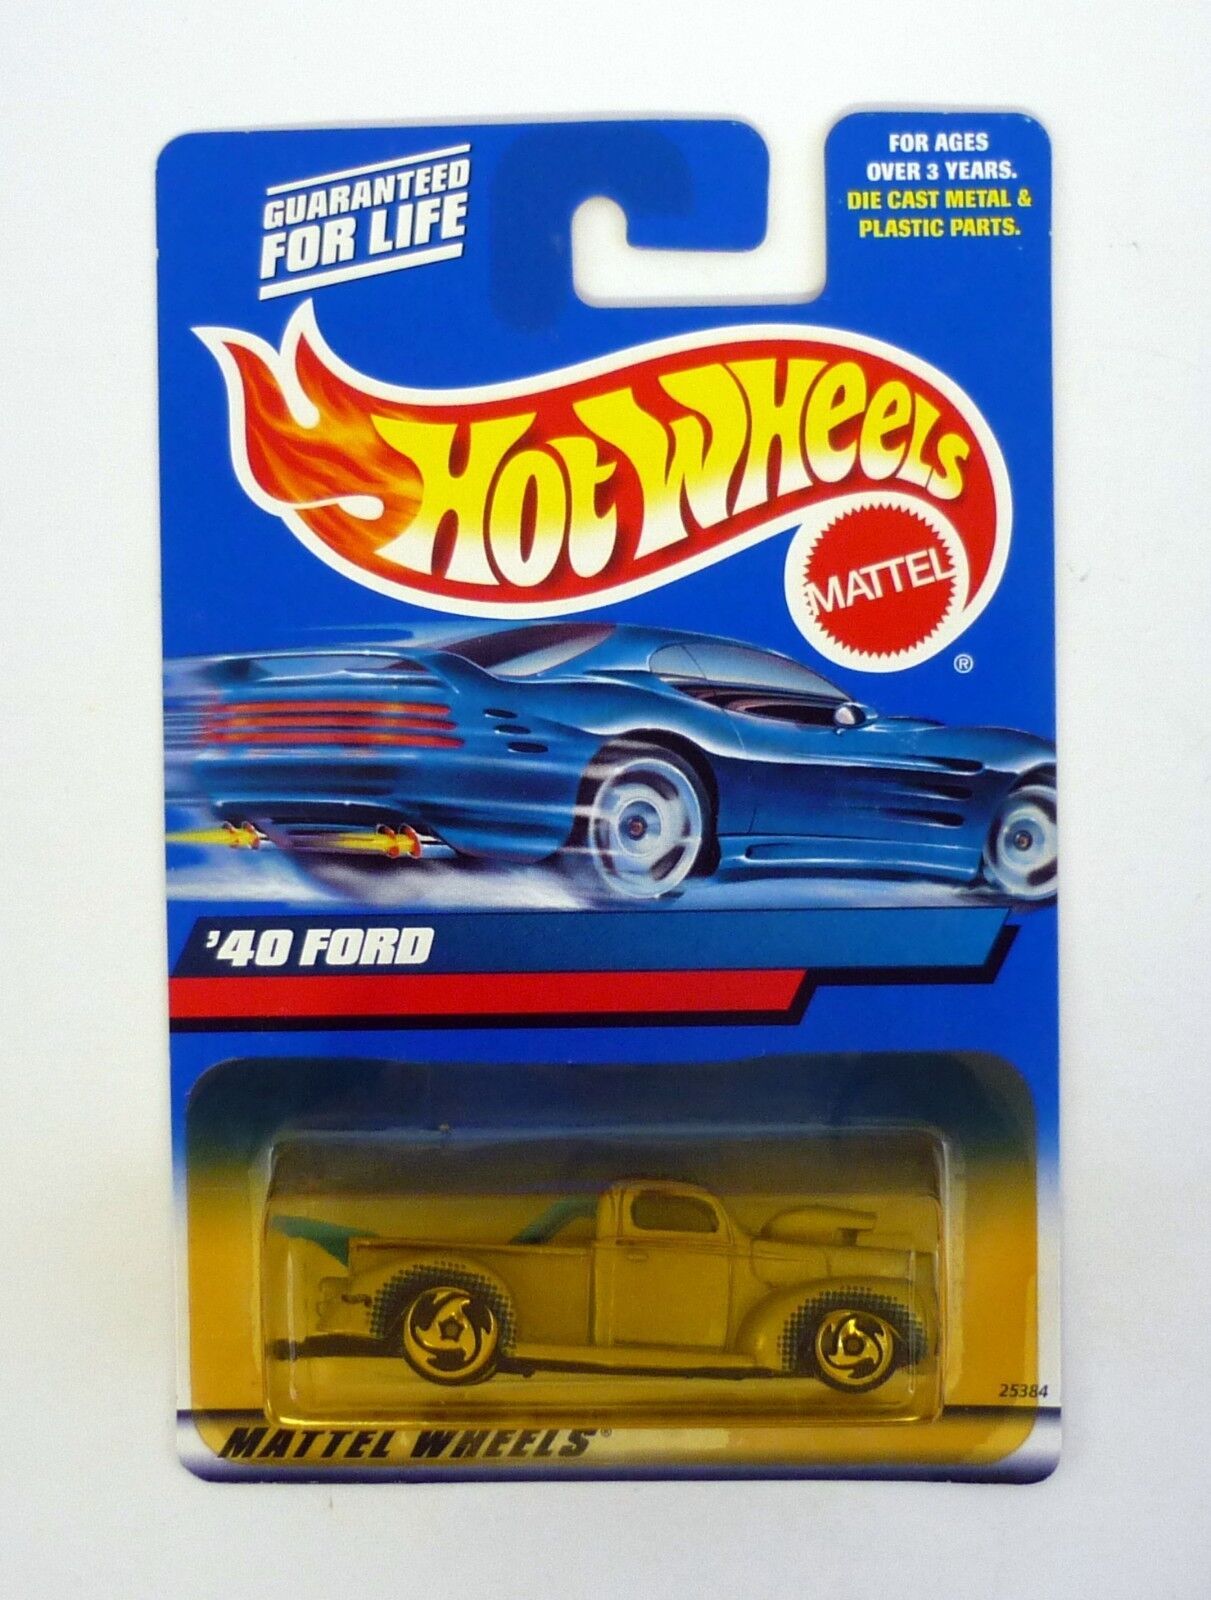 GUARANTEED
FOR LIFE
FOR AGES
OVER 3 YEARS.
DIE CAST METAL &
PLASTIC PARTS.
HOT WHEELS
MATTEL
®
'40 FORD
25384
MATTEL WHEELS®